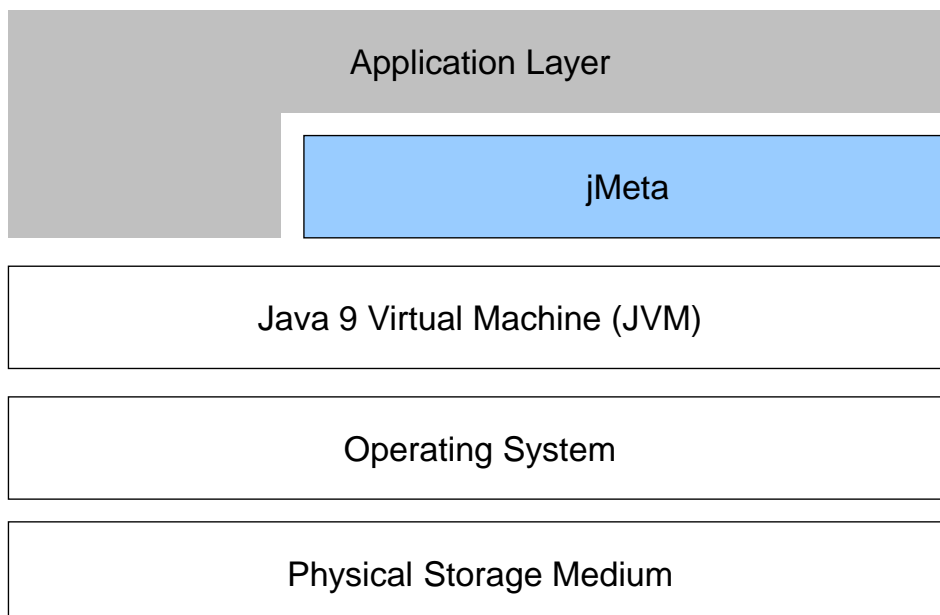 Application Layer
jMeta
Java 9 Virtual Machine (JVM)
Operating System
Physical Storage Medium